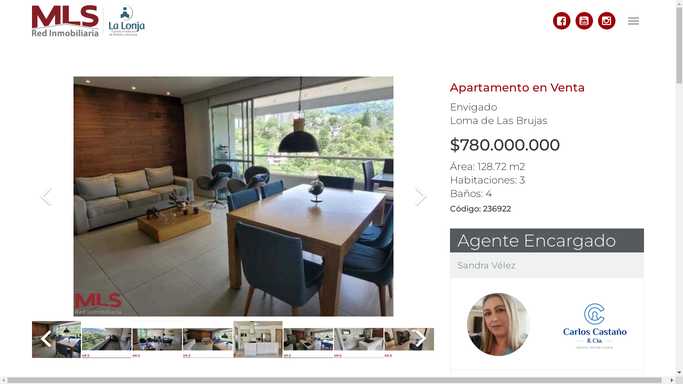 MLS
Red Inmobiliaria
La Lonja
Apartamento en Venta
Envigado
Loma de Las Brujas
$780.000.000
Área: 128.72 m2
Habitaciones: 3
Baños: 4
Código: 236922
Agente Encargado
Sandra Vélez
MLS
Red Inmobiliaria
Carlos Castaño
& Cía.